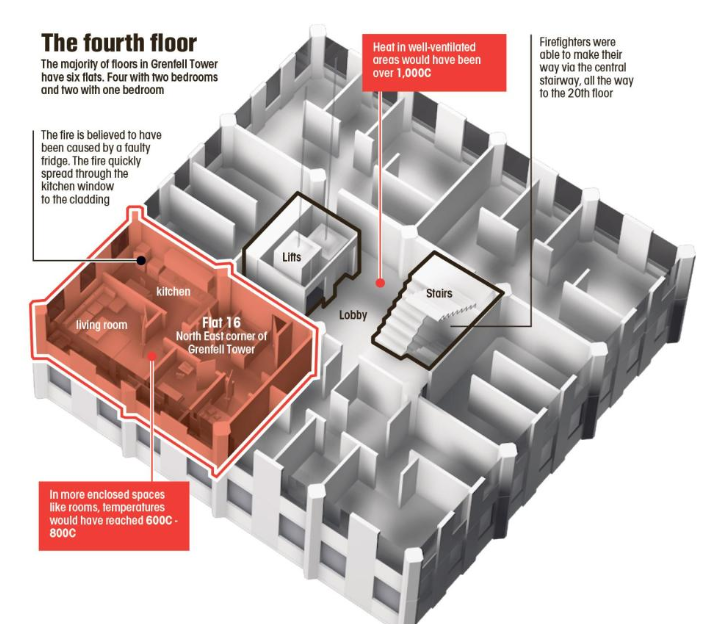 The fourth floor
The majority of floors in Grenfell Tower
have six flats. Four with two bedrooms
and two with one bedroom
Heat in well-ventilated
areas would have been
over 1,000C
Firefighters were
able to make their
way via the central
stairway, all the way
to the 20th floor
The fire is believed to have
been caused by a faulty
fridge. The fire quickly
spread through the
kitchen window
to the cladding
Lifts
kitchen
Stairs
living room
Flat 16
North East corner of
Grenfell Tower
Lobby
In more enclosed spaces
like rooms, temperatures
would have reached 600C -
800C